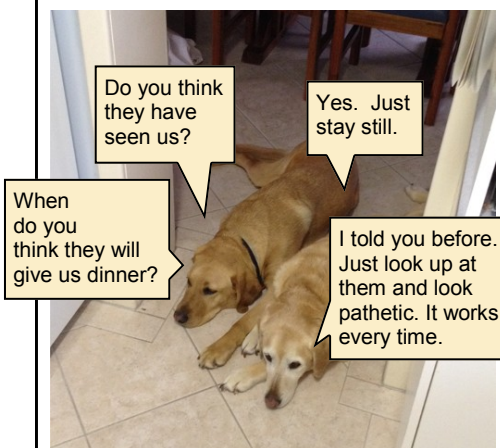 Do you think
they have
seen us?
Yes.  Just
stay still.
When
do you
think they will
give us dinner?
I told you before.
Just look up at
them and look
pathetic. It works
every time.